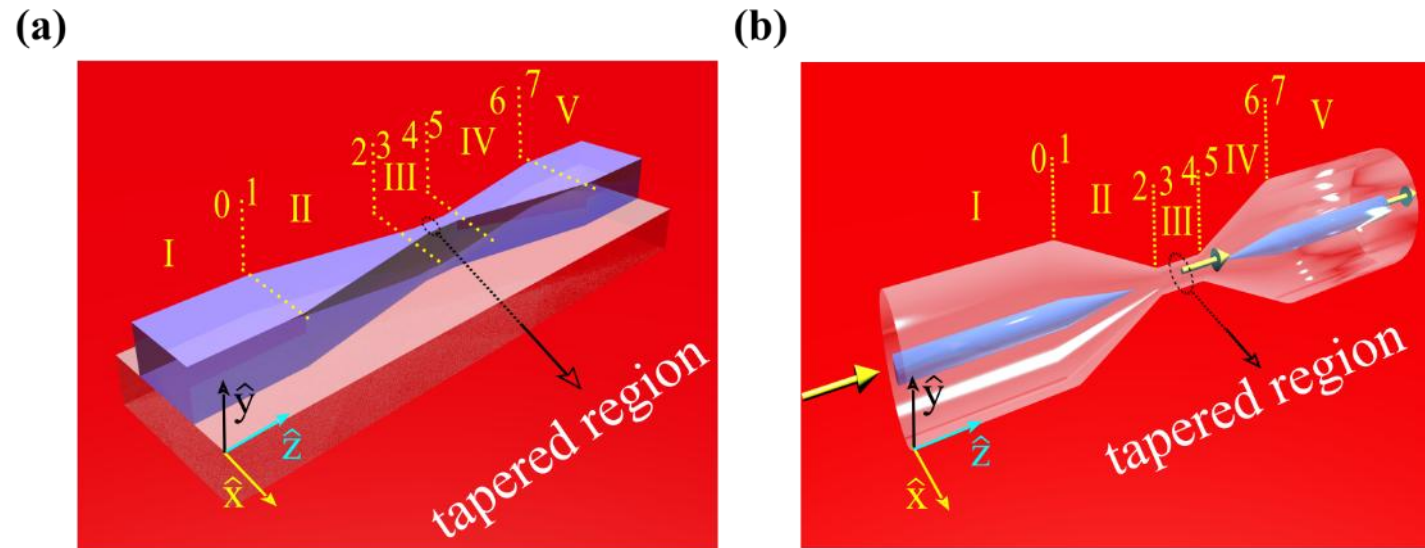 (a)
0 1 2 3 4 5 6 7
I II III IV V
ŷ
ẑ
x̂
tapered region
(b)
0 1 2 3 4 5 6 7
I II III IV V
ŷ
ẑ
x̂
tapered region